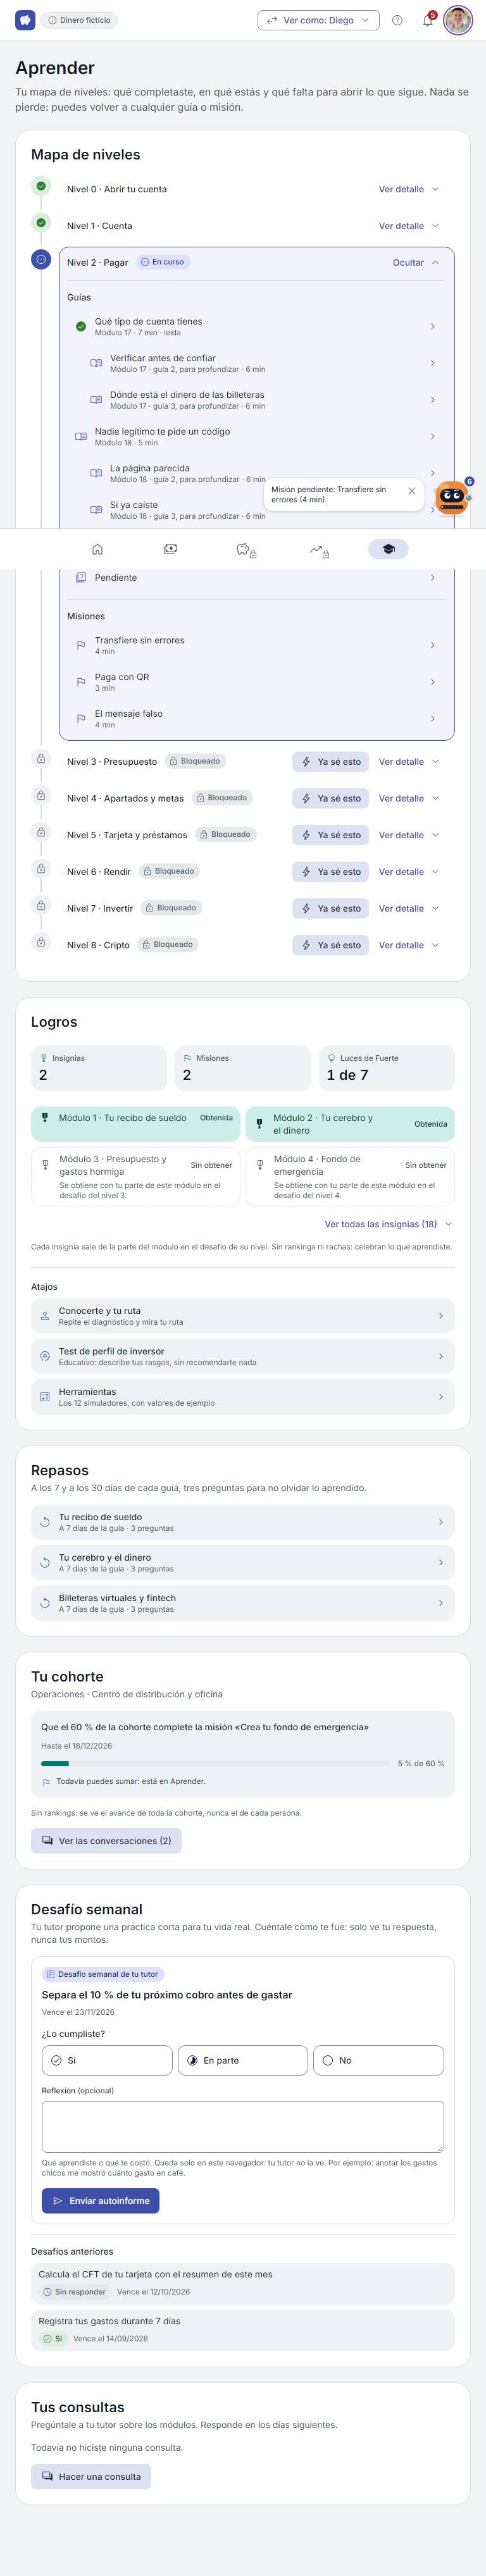 Dinero ficticio
Ver como: Diego
5
Aprender
Tu mapa de niveles: qué completaste, en qué estás y qué falta para abrir lo que sigue. Nada se
pierde: puedes volver a cualquier guía o misión.
Mapa de niveles
Nivel 0 · Abrir tu cuenta
Ver detalle
Nivel 1 · Cuenta
Ver detalle
Nivel 2 · Pagar
En curso
Ocultar
Guías
Qué tipo de cuenta tienes
Módulo 17 · 7 min · leída
Verificar antes de confiar
Módulo 17 · guía 2, para profundizar · 6 min
Dónde está el dinero de las billeteras
Módulo 17 · guía 3, para profundizar · 6 min
Nadie legítimo te pide un código
Módulo 18 · 5 min
La página parecida
Módulo 18 · guía 2, para profundizar · 6 min
Si ya caíste
Módulo 18 · guía 3, para profundizar · 6 min
Misión pendiente: Transfiere sin
errores (4 min).
6
Pendiente
Misiones
Transfiere sin errores
4 min
Paga con QR
3 min
El mensaje falso
4 min
Nivel 3 · Presupuesto
Bloqueado
Ya sé esto
Ver detalle
Nivel 4 · Apartados y metas
Bloqueado
Ya sé esto
Ver detalle
Nivel 5 · Tarjeta y préstamos
Bloqueado
Ya sé esto
Ver detalle
Nivel 6 · Rendir
Bloqueado
Ya sé esto
Ver detalle
Nivel 7 · Invertir
Bloqueado
Ya sé esto
Ver detalle
Nivel 8 · Cripto
Bloqueado
Ya sé esto
Ver detalle
Logros
Insignias
2
Misiones
2
Luces de Fuerte
1 de 7
Módulo 1 · Tu recibo de sueldo
Obtenida
Módulo 2 · Tu cerebro y
el dinero
Obtenida
Módulo 3 · Presupuesto y
gastos hormiga
Sin obtener
Se obtiene con tu parte de este módulo en el
desafío del nivel 3.
Módulo 4 · Fondo de
emergencia
Sin obtener
Se obtiene con tu parte de este módulo en el
desafío del nivel 4.
Ver todas las insignias (18)
Cada insignia sale de la parte del módulo en el desafío de su nivel. Sin rankings ni rachas: celebran lo que aprendiste.
Atajos
Conocerte y tu ruta
Repite el diagnóstico y mira tu ruta
Test de perfil de inversor
Educativo: describe tus rasgos, sin recomendarte nada
Herramientas
Los 12 simuladores, con valores de ejemplo
Repasos
A los 7 y a los 30 días de cada guía, tres preguntas para no olvidar lo aprendido.
Tu recibo de sueldo
A 7 días de la guía · 3 preguntas
Tu cerebro y el dinero
A 7 días de la guía · 3 preguntas
Billeteras virtuales y fintech
A 7 días de la guía · 3 preguntas
Tu cohorte
Operaciones · Centro de distribución y oficina
Que el 60 % de la cohorte complete la misión «Crea tu fondo de emergencia»
Hasta el 18/12/2026
5 % de 60 %
Todavía puedes sumar: está en Aprender.
Sin rankings: se ve el avance de toda la cohorte, nunca el de cada persona.
Ver las conversaciones (2)
Desafío semanal
Tu tutor propone una práctica corta para tu vida real. Cuéntale cómo te fue: solo ve tu respuesta,
nunca tus montos.
Desafío semanal de tu tutor
Separa el 10 % de tu próximo cobro antes de gastar
Vence el 23/11/2026
¿Lo cumpliste?
Sí
En parte
No
Reflexión (opcional)
Qué aprendiste o qué te costó. Queda solo en este navegador: tu tutor no la ve. Por ejemplo: anotar los gastos
chicos me mostró cuánto gasto en café.
Enviar autoinforme
Desafíos anteriores
Calcula el CFT de tu tarjeta con el resumen de este mes
Sin responder
Vence el 12/10/2026
Registra tus gastos durante 7 días
Sí
Vence el 14/09/2026
Tus consultas
Pregúntale a tu tutor sobre los módulos. Responde en los días siguientes.
Todavía no hiciste ninguna consulta.
Hacer una consulta